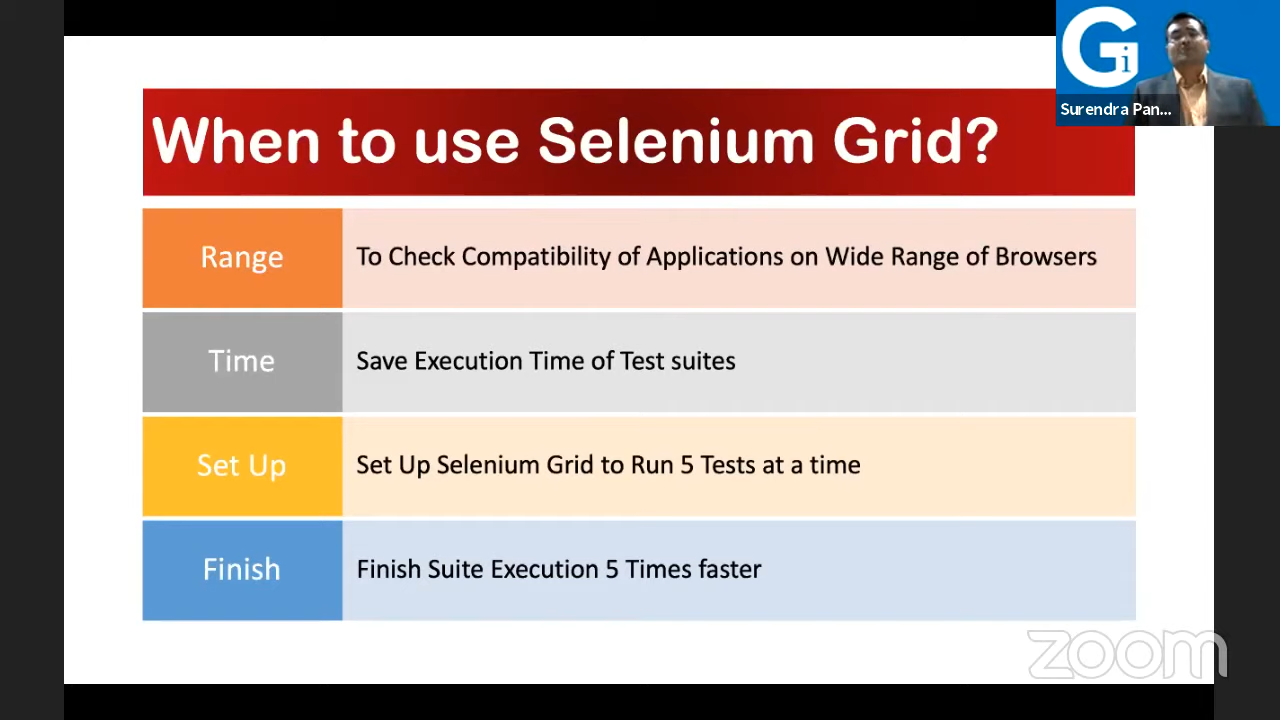 Gi
Surendra Pan...
When to use Selenium Grid?
Range
To Check Compatibility of Applications on Wide Range of Browsers
Time
Save Execution Time of Test suites
Set Up
Set Up Selenium Grid to Run 5 Tests at a time
Finish
Finish Suite Execution 5 Times faster
zoom